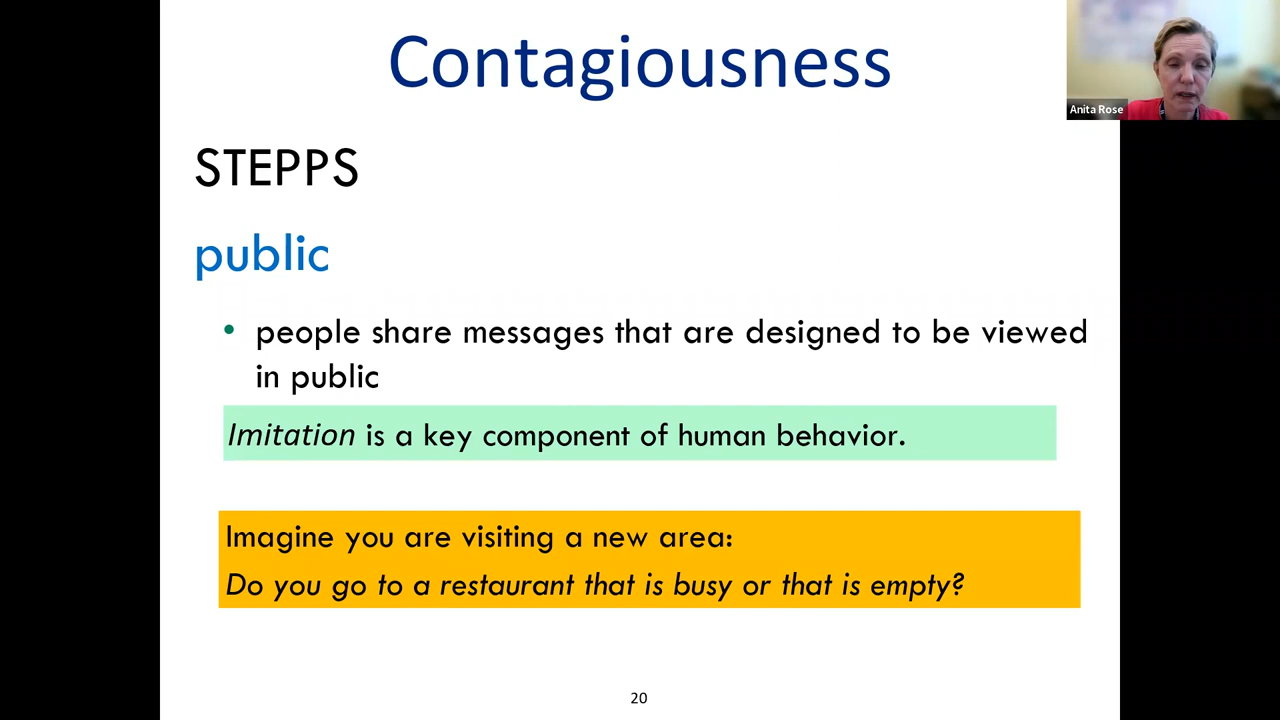 Contagiousness
Anita Rose
STEPPS
public
• people share messages that are designed to be viewed
in public
Imitation is a key component of human behavior.
Imagine you are visiting a new area:
Do you go to a restaurant that is busy or that is empty?
20